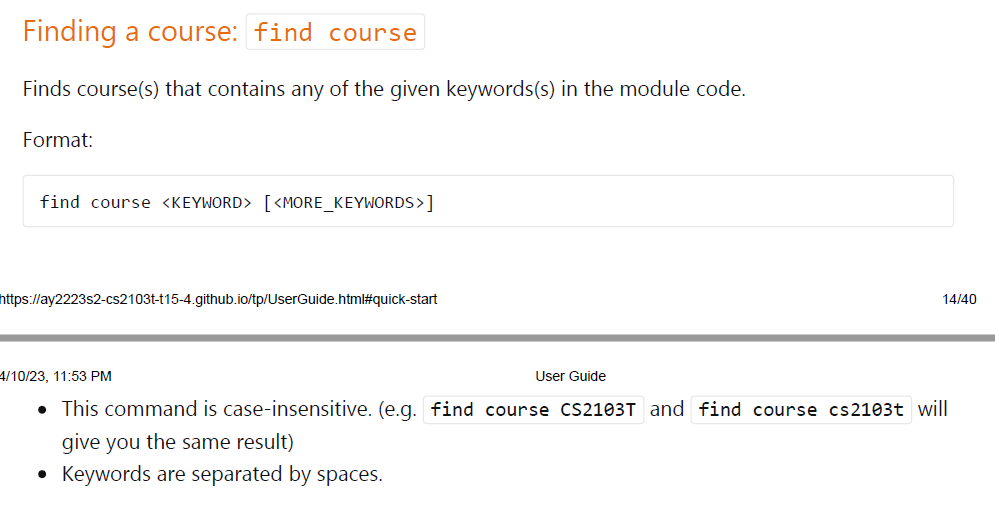 Finding a course: find course
Finds course(s) that contains any of the given keywords(s) in the module code.
Format:
find course <KEYWORD> [<MORE_KEYWORDS>]
https://ay2223s2-cs2103t-t15-4.github.io/tp/UserGuide.html#quick-start 14/40
4/10/23, 11:53 PM User Guide
• This command is case-insensitive. (e.g. find course CS2103T and find course cs2103t will
give you the same result)
• Keywords are separated by spaces.